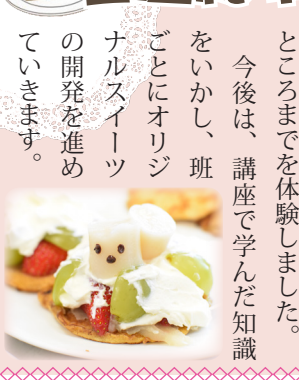 ところまでを体験しました。
　今後は、講座で学んだ知識
をいかし、班
ごとにオリジ
ナルスイーツ
の開発を進め
ていきます。